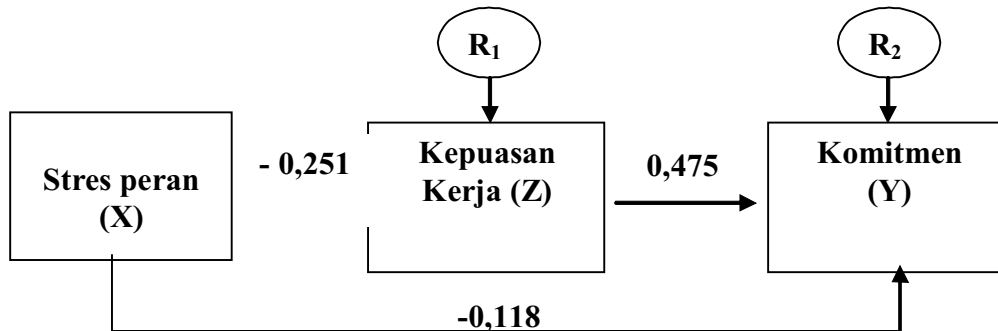 R₁
R₂
Stres peran
(X)
- 0,251
Kepuasan
Kerja (Z)
0,475
Komitmen
(Y)
-0,118